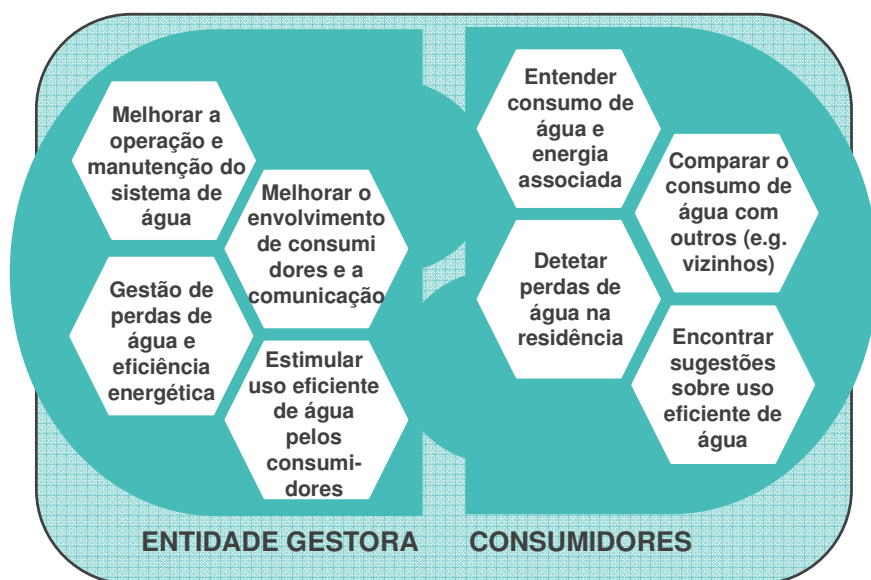 Melhorar a
operação e
manutenção do
sistema de
água
Melhorar o
envolvimento
de consumi
dores e a
comunicação
Gestão de
perdas de
água e
eficiência
energética
Estimular
uso eficiente
de água
pelos
consumi-
dores
Entender
consumo de
água e
energia
associada
Comparar o
consumo de
água com
outros (e.g.
vizinhos)
Detetar
perdas de
água na
residência
Encontrar
sugestões
sobre uso
eficiente de
água
ENTIDADE GESTORA
CONSUMIDORES